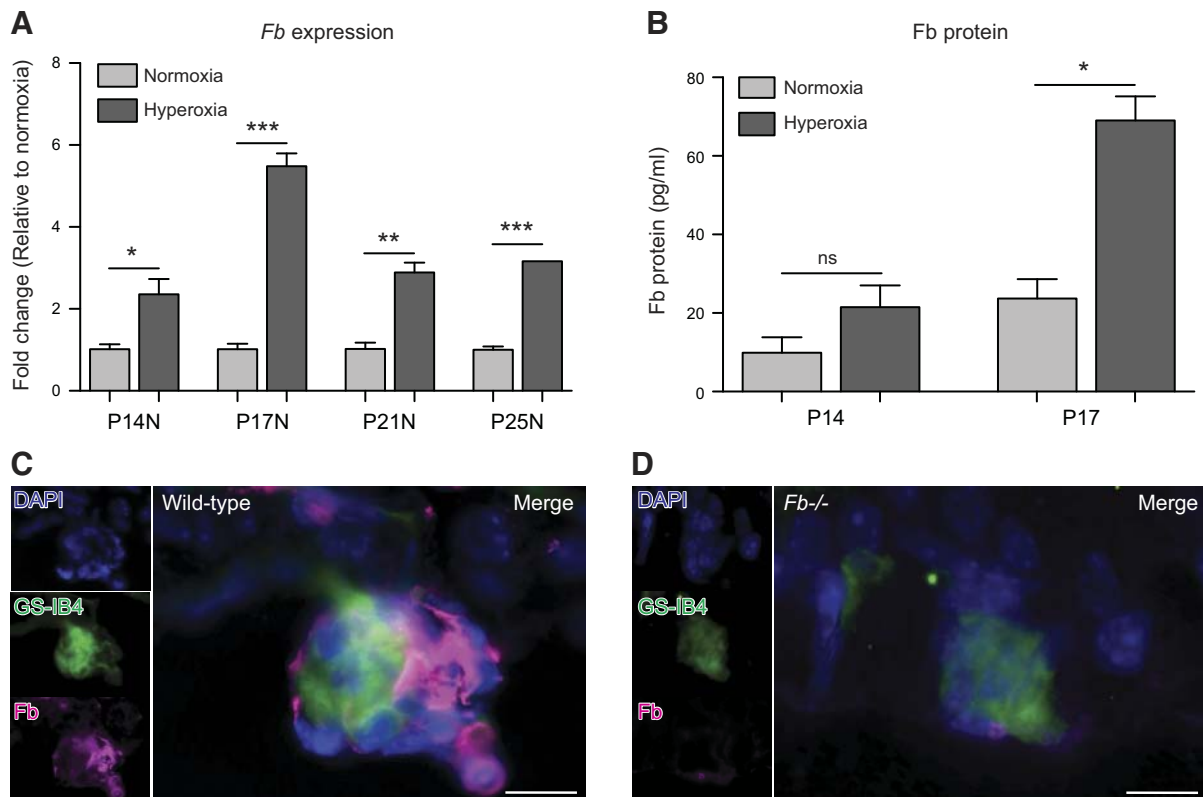 A
Fb expression
Fold change (Relative to normoxia)
8
6
4
2
0
Normoxia
Hyperoxia
*
***
**
***
P14N
P17N
P21N
P25N
B
Fb protein
Fb protein (pg/ml)
80
60
40
20
0
Normoxia
Hyperoxia
ns
*
P14
P17
C
DAPI
GS-IB4
Fb
Wild-type
Merge
D
DAPI
GS-IB4
Fb
Fb-/-
Merge